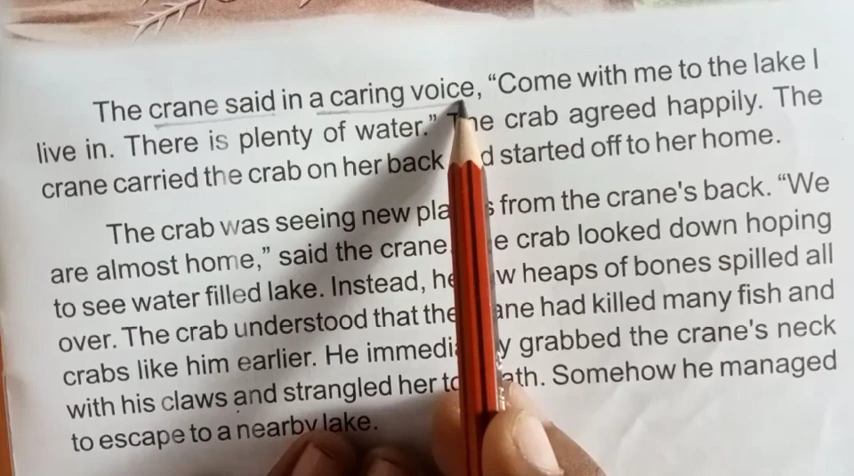 The crane said in a caring voice, “Come with me to the lake I
live in. There is plenty of water.” The crab agreed happily. The
crane carried the crab on her back and started off to her home.
The crab was seeing new places from the crane's back. “We
are almost home,” said the crane. The crab looked down hoping
to see water filled lake. Instead, he saw heaps of bones spilled all
over. The crab understood that the crane had killed many fish and
crabs like him earlier. He immediately grabbed the crane's neck
with his claws and strangled her to death. Somehow he managed
to escape to a nearby lake.